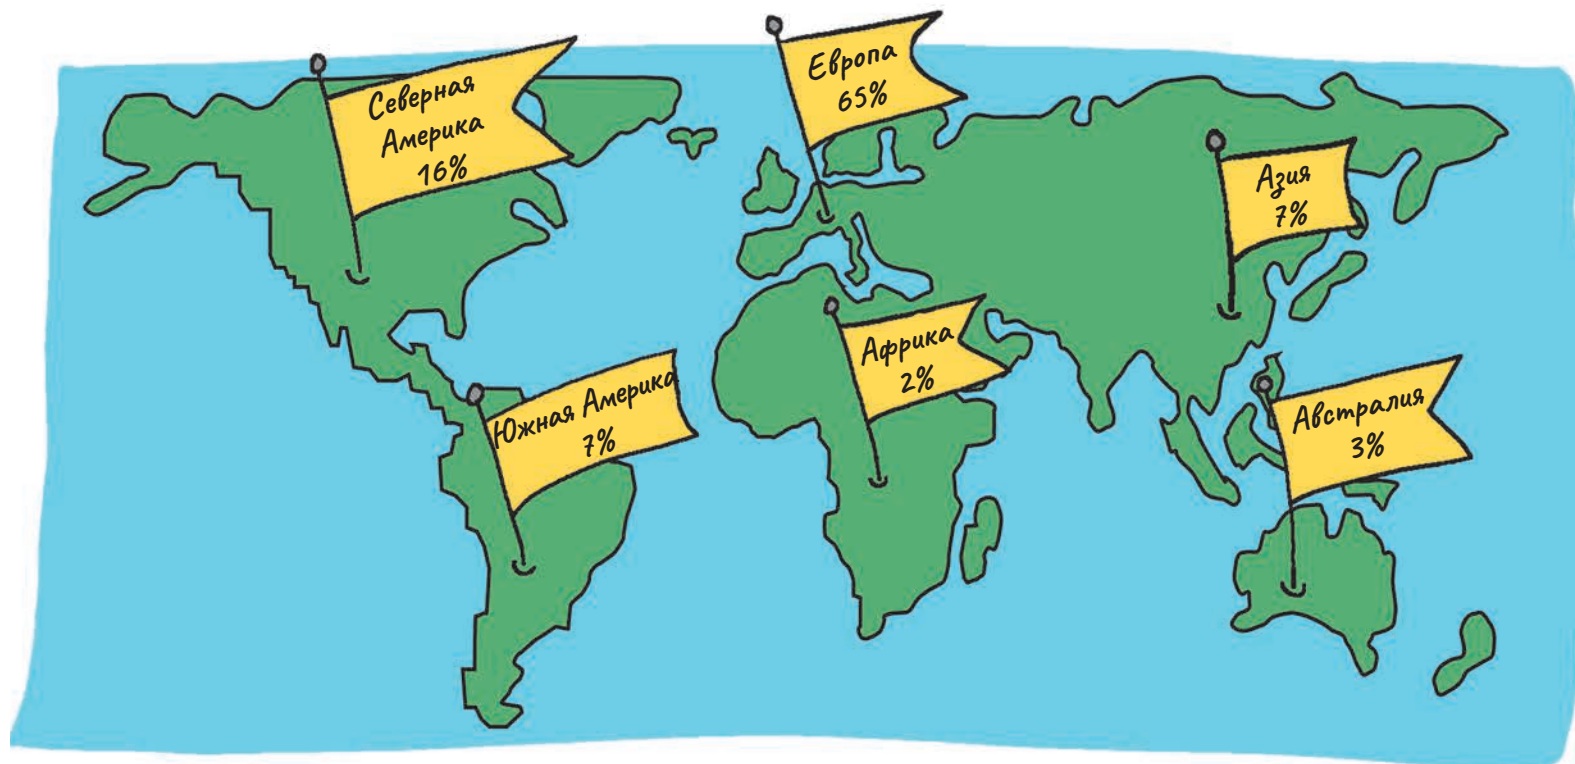 Северная
Америка
16%
Европа
65%
Азия
7%
Африка
2%
Южная Америка
7%
Австралия
3%